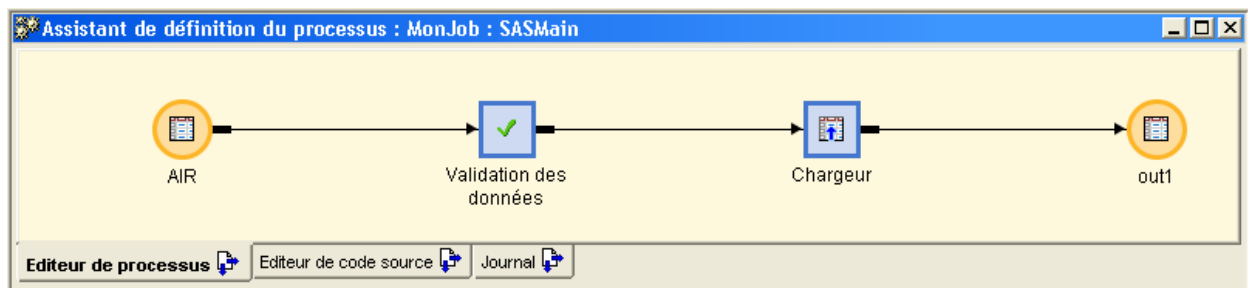 Assistant de définition du processus : MonJob : SASMain
AIR
Validation des
données
Chargeur
out1
Editeur de processus
Editeur de code source
Journal